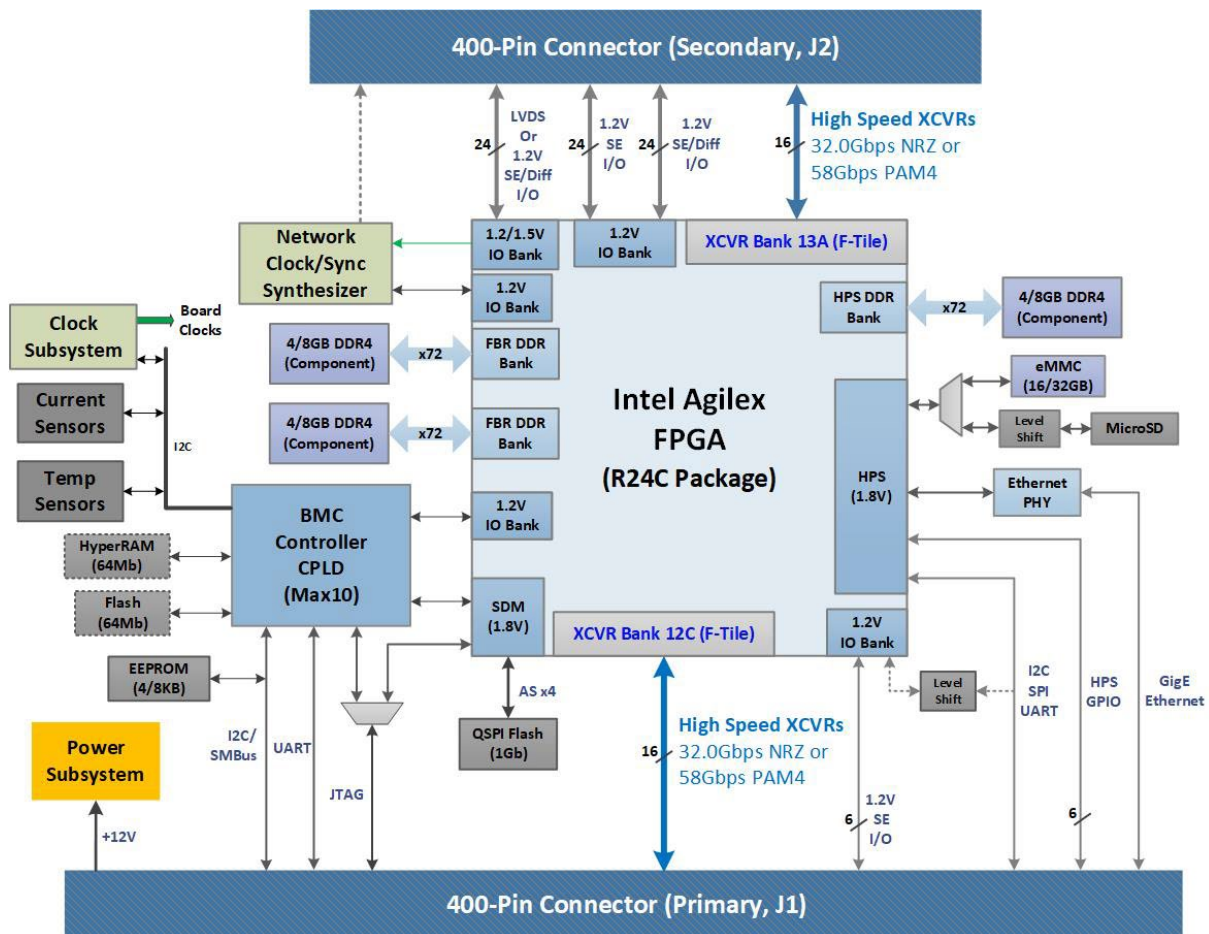 400-Pin Connector (Secondary, J2)
24
LVDS
Or
1.2V
SE/Diff
I/O
24
1.2V
SE
I/O
24
1.2V
SE/Diff
I/O
16
High Speed XCVRs
32.0Gbps NRZ or
58Gbps PAM4
Network
Clock/Sync
Synthesizer
1.2/1.5V
IO Bank
1.2V
IO Bank
XCVR Bank 13A (F-Tile)
1.2V
IO Bank
HPS DDR
Bank
x72
4/8GB DDR4
(Component)
Clock
Subsystem
Board
Clocks
4/8GB DDR4
(Component)
x72
FBR DDR
Bank
eMMC
(16/32GB)
Current
Sensors
I2C
4/8GB DDR4
(Component)
x72
FBR DDR
Bank
Intel Agilex
FPGA
(R24C Package)
Level
Shift
MicroSD
Temp
Sensors
HPS
(1.8V)
Ethernet
PHY
BMC
Controller
CPLD
(Max10)
1.2V
IO Bank
HyperRAM
(64Mb)
Flash
(64Mb)
SDM
(1.8V)
XCVR Bank 12C (F-Tile)
1.2V
IO Bank
EEPROM
(4/8KB)
AS x4
QSPI Flash
(1Gb)
Level
Shift
I2C
SPI
UART
HPS
GPIO
GigE
Ethernet
Power
Subsystem
I2C/
SMBus
UART
JTAG
16
High Speed XCVRs
32.0Gbps NRZ or
58Gbps PAM4
6
1.2V
SE
I/O
6
+12V
400-Pin Connector (Primary, J1)